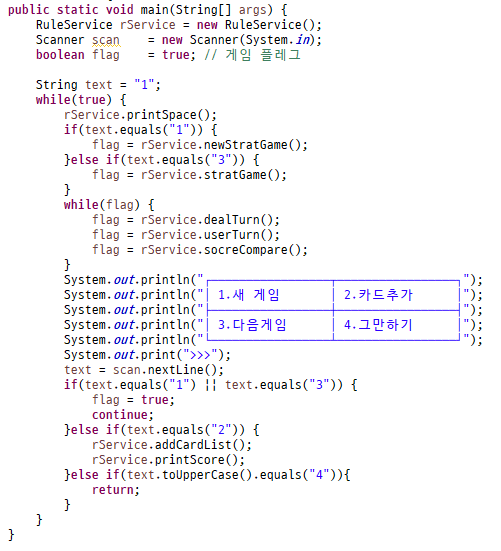 public static void main(String[] args) {
    RuleService rService = new RuleService();
    Scanner scan    = new Scanner(System.in);
    boolean flag    = true; // 게임 플레그

    String text = "1";
    while(true) {
        rService.printSpace();
        if(text.equals("1")) {
            flag = rService.newStratGame();
        }else if(text.equals("3")) {
            flag = rService.stratGame();
        }
        while(flag) {
            flag = rService.dealTurn();
            flag = rService.userTurn();
            flag = rService.socreCompare();
        }
        System.out.println("┌─────────────────┬─────────────────┐");
        System.out.println("│ 1.새 게임       │ 2.카드추가      │");
        System.out.println("├─────────────────┼─────────────────┤");
        System.out.println("│ 3.다음게임      │ 4.그만하기      │");
        System.out.println("└─────────────────┴─────────────────┘");
        System.out.print(">>>");
        text = scan.nextLine();
        if(text.equals("1") || text.equals("3")) {
            flag = true;
            continue;
        }else if(text.equals("2")) {
            rService.addCardList();
            rService.printScore();
        }else if(text.toUpperCase().equals("4")){
            return;
        }
    }
}